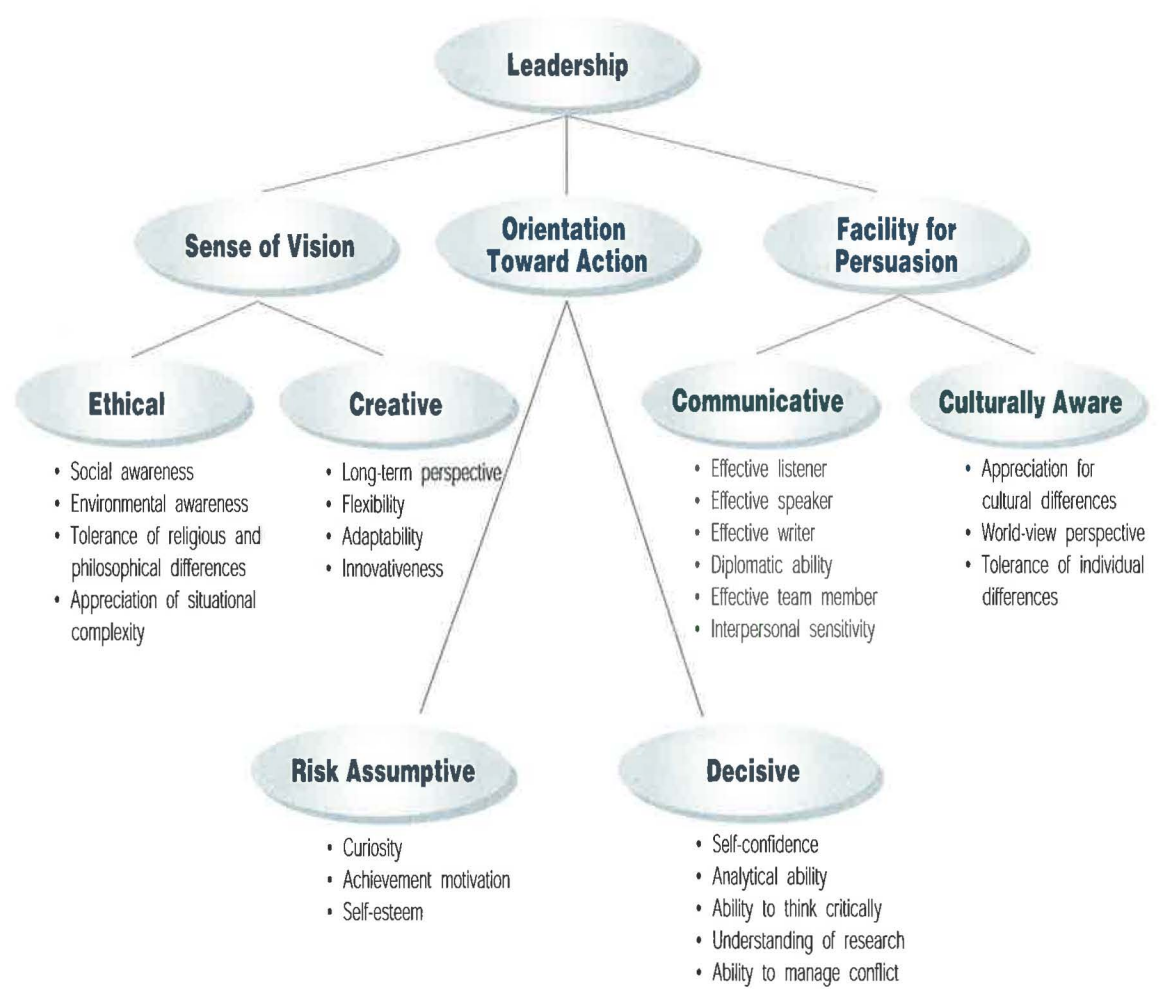 Leadership
Sense of Vision
Orientation
Toward Action
Facility for
Persuasion
Ethical
• Social awareness
• Environmental awareness
• Tolerance of religious and
philosophical differences
• Appreciation of situational
complexity
Creative
• Long-term perspective
• Flexibility
• Adaptability
• Innovativeness
Communicative
• Effective listener
• Effective speaker
• Effective writer
• Diplomatic ability
• Effective team member
• Interpersonal sensitivity
Culturally Aware
• Appreciation for
cultural differences
• World-view perspective
• Tolerance of individual
differences
Risk Assumptive
• Curiosity
• Achievement motivation
• Self-esteem
Decisive
• Self-confidence
• Analytical ability
• Ability to think critically
• Understanding of research
• Ability to manage conflict